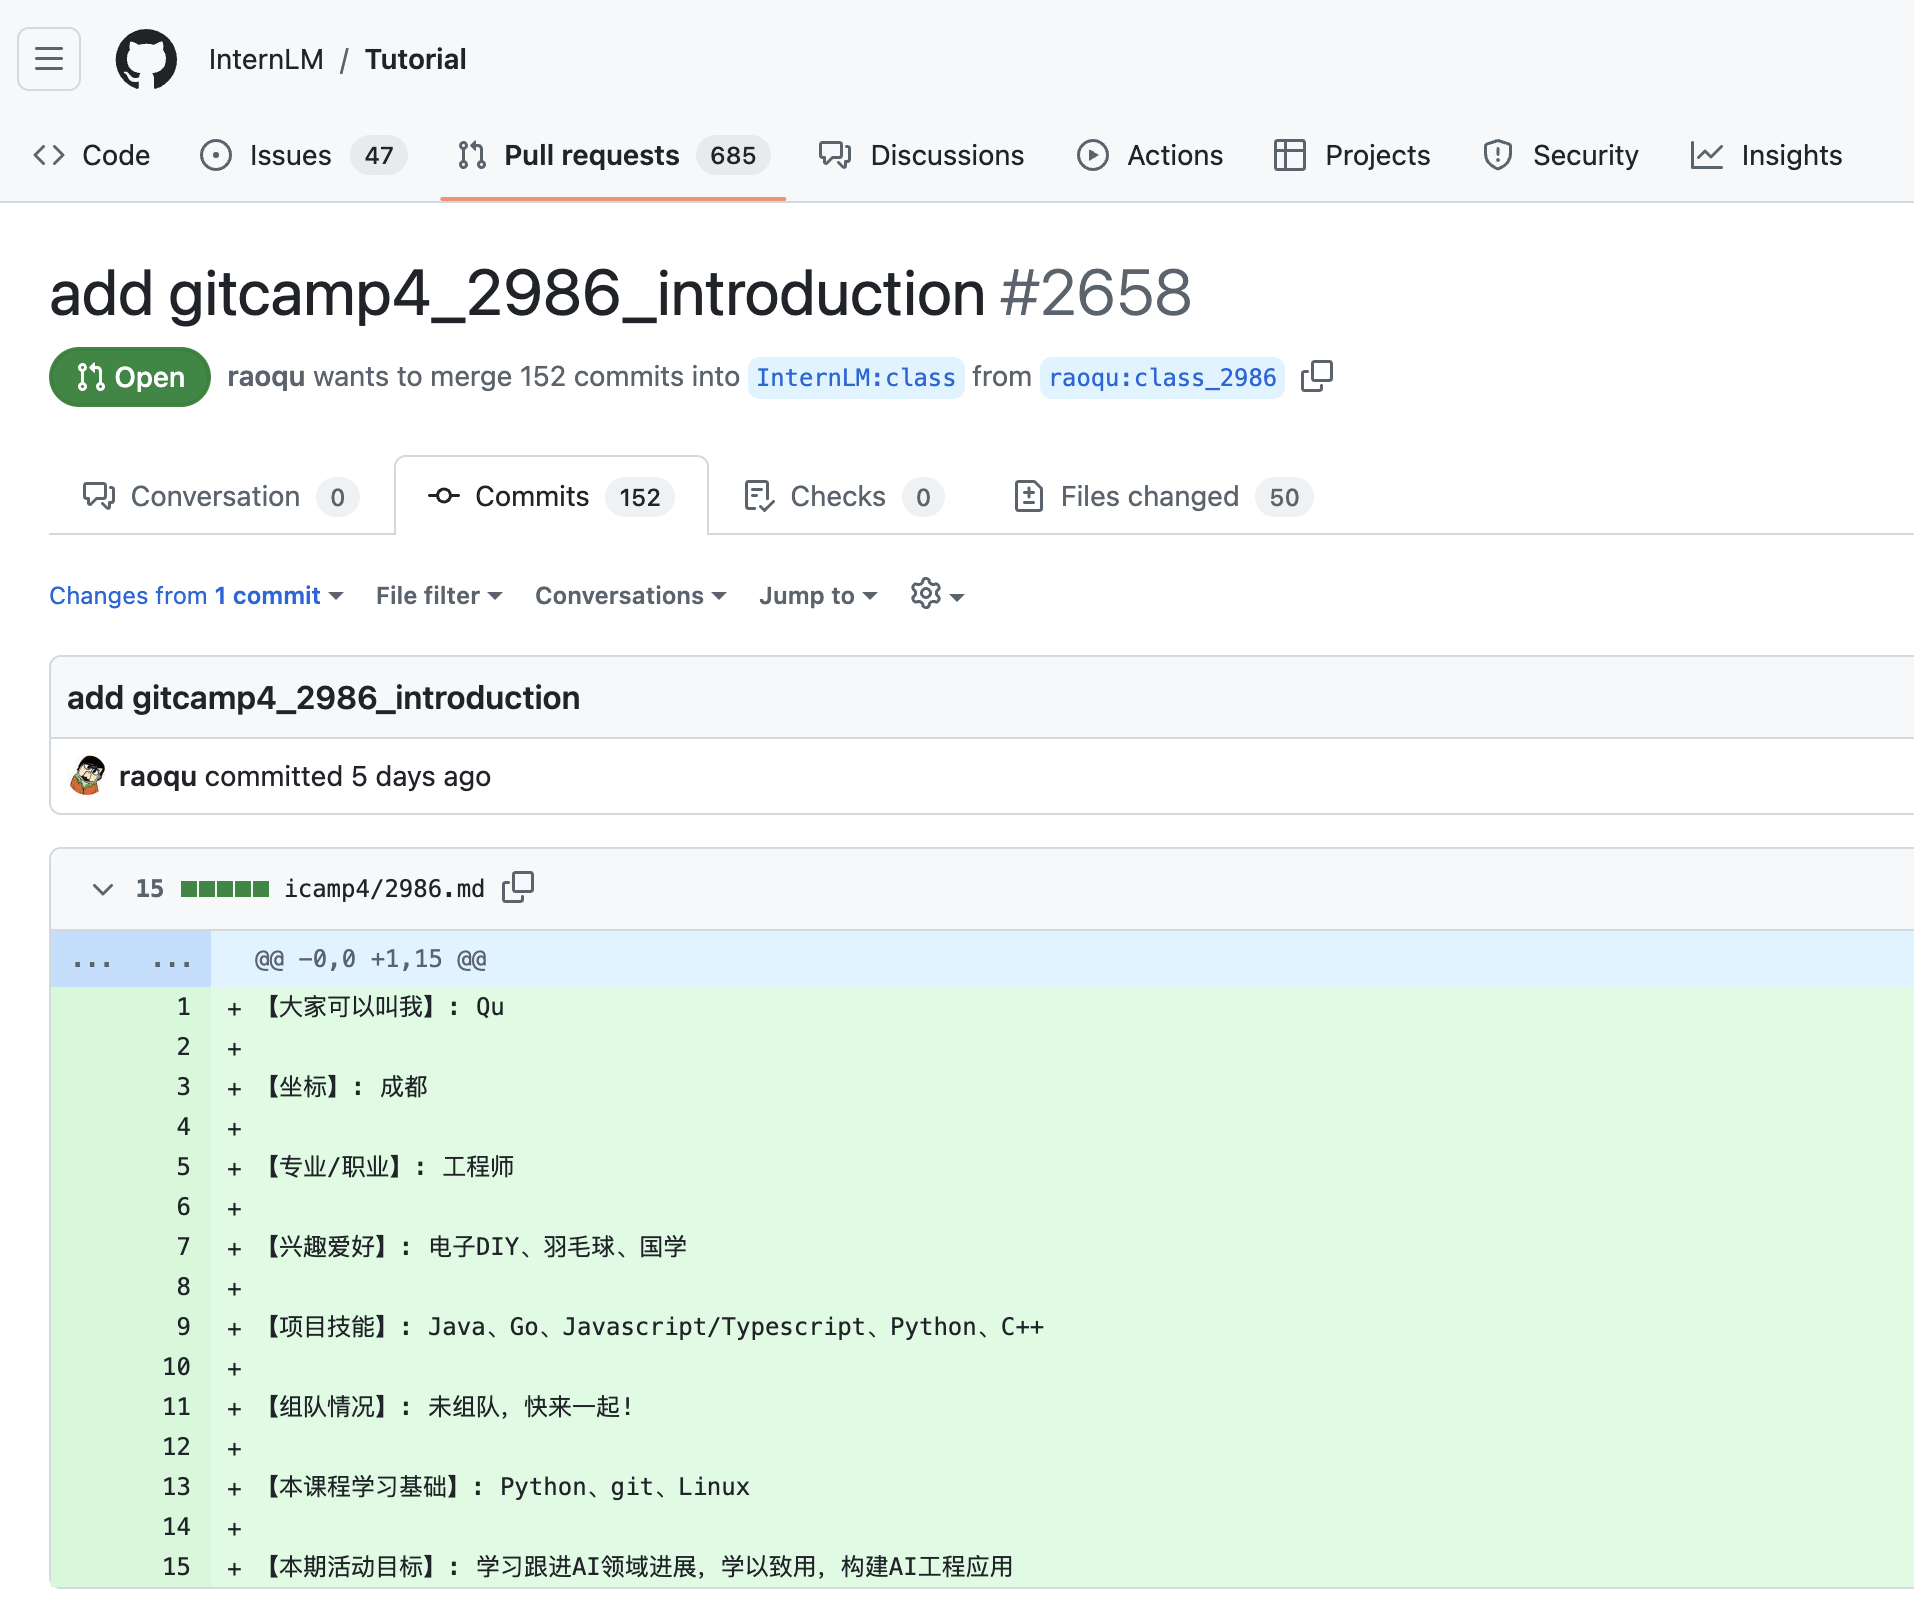 InternLM / Tutorial
Code Issues 47 Pull requests 685 Discussions Actions Projects Security Insights
add gitcamp4_2986_introduction #2658
Open raoqu wants to merge 152 commits into InternLM:class from raoqu:class_2986
Conversation 0 Commits 152 Checks 0 Files changed 50
Changes from 1 commit File filter Conversations Jump to
add gitcamp4_2986_introduction
raoqu committed 5 days ago
15 icamp4/2986.md
... ... @@ -0,0 +1,15 @@
1 + 【大家可以叫我】: Qu
2 +
3 + 【坐标】: 成都
4 +
5 + 【专业/职业】: 工程师
6 +
7 + 【兴趣爱好】: 电子DIY、羽毛球、国学
8 +
9 + 【项目技能】: Java、Go、Javascript/Typescript、Python、C++
10 +
11 + 【组队情况】: 未组队，快来一起！
12 +
13 + 【本课程学习基础】: Python、git、Linux
14 +
15 + 【本期活动目标】: 学习跟进AI领域进展，学以致用，构建AI工程应用